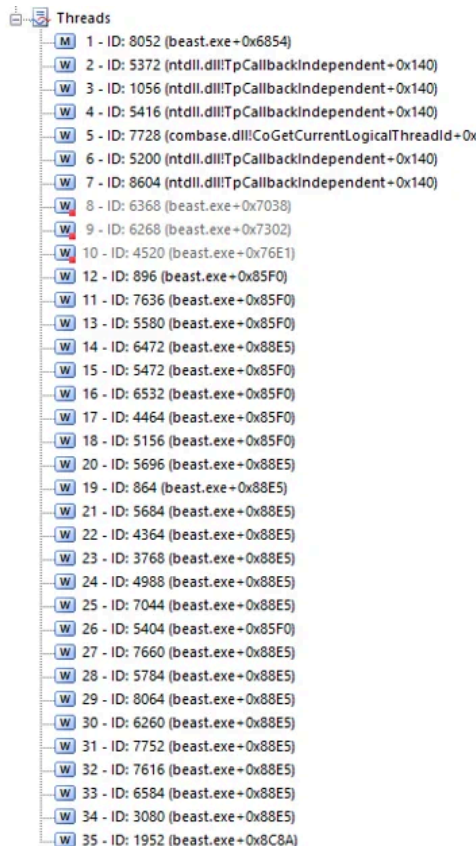 Threads
M 1 - ID: 8052 (beast.exe+0x6854)
W 2 - ID: 5372 (ntdll.dll!TpCallbackIndependent+0x140)
W 3 - ID: 1056 (ntdll.dll!TpCallbackIndependent+0x140)
W 4 - ID: 5416 (ntdll.dll!TpCallbackIndependent+0x140)
W 5 - ID: 7728 (combase.dll!CoGetCurrentLogicalThreadId+0x
W 6 - ID: 5200 (ntdll.dll!TpCallbackIndependent+0x140)
W 7 - ID: 8604 (ntdll.dll!TpCallbackIndependent+0x140)
W 8 - ID: 6368 (beast.exe+0x7038)
W 9 - ID: 6268 (beast.exe+0x7302)
W 10 - ID: 4520 (beast.exe+0x76E1)
W 12 - ID: 896 (beast.exe+0x85F0)
W 11 - ID: 7636 (beast.exe+0x85F0)
W 13 - ID: 5580 (beast.exe+0x85F0)
W 14 - ID: 6472 (beast.exe+0x88E5)
W 15 - ID: 5472 (beast.exe+0x85F0)
W 16 - ID: 6532 (beast.exe+0x85F0)
W 17 - ID: 4464 (beast.exe+0x85F0)
W 18 - ID: 5156 (beast.exe+0x85F0)
W 20 - ID: 5696 (beast.exe+0x88E5)
W 19 - ID: 864 (beast.exe+0x88E5)
W 21 - ID: 5684 (beast.exe+0x88E5)
W 22 - ID: 4364 (beast.exe+0x88E5)
W 23 - ID: 3768 (beast.exe+0x88E5)
W 24 - ID: 4988 (beast.exe+0x88E5)
W 25 - ID: 7044 (beast.exe+0x88E5)
W 26 - ID: 5404 (beast.exe+0x85F0)
W 27 - ID: 7660 (beast.exe+0x88E5)
W 28 - ID: 5784 (beast.exe+0x88E5)
W 29 - ID: 8064 (beast.exe+0x88E5)
W 30 - ID: 6260 (beast.exe+0x88E5)
W 31 - ID: 7752 (beast.exe+0x88E5)
W 32 - ID: 7616 (beast.exe+0x88E5)
W 33 - ID: 6584 (beast.exe+0x88E5)
W 34 - ID: 3080 (beast.exe+0x88E5)
W 35 - ID: 1952 (beast.exe+0x8C8A)